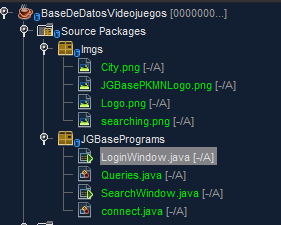 BaseDeDatosVideojuegos [0000000...
Source Packages
Imgs
City.png [-/A]
JGBasePKMNLogo.png [-/A]
Logo.png [-/A]
searching.png [-/A]
JGBasePrograms
LoginWindow.java [-/A]
Queries.java [-/A]
SearchWindow.java [-/A]
connect.java [-/A]